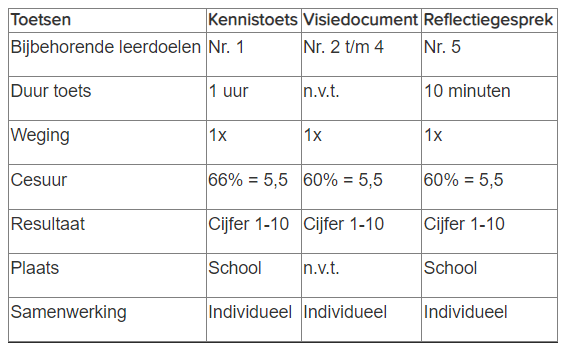 Toetsen Kennistoets Visiedocument Reflectiegesprek
Bijbehorende leerdoelen Nr. 1 Nr. 2 t/m 4 Nr. 5
Duur toets 1 uur n.v.t. 10 minuten
Weging 1x 1x 1x
Cesuur 66% = 5,5 60% = 5,5 60% = 5,5
Resultaat Cijfer 1-10 Cijfer 1-10 Cijfer 1-10
Plaats School n.v.t. School
Samenwerking Individueel Individueel Individueel